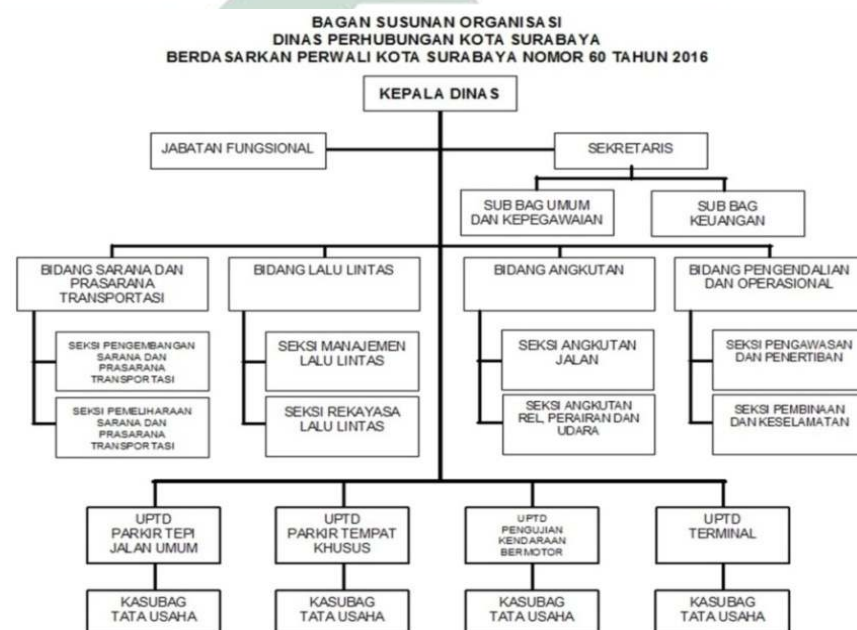 BAGAN SUSUNAN ORGANISASI
DINAS PERHUBUNGAN KOTA SURABAYA
BERDASARKAN PERWALI KOTA SURABAYA NOMOR 60 TAHUN 2016
KEPALA DINAS
JABATAN FUNGSIONAL
SEKRETARIS
SUB BAG UMUM
DAN KEPEGAWAIAN
SUB BAG
KEUANGAN
BIDANG SARANA DAN
PRASARANA
TRANSPORTASI
BIDANG LALU LINTAS
BIDANG ANGKUTAN
BIDANG PENGENDALIAN
DAN OPERASIONAL
SEKSI PENGEMBANGAN
SARANA DAN
PRASARANA
TRANSPORTASI
SEKSI MANAJEMEN
LALU LINTAS
SEKSI ANGKUTAN
JALAN
SEKSI PENGAWASAN
DAN PENERTIBAN
SEKSI PEMELIHARAAN
SARANA DAN
PRASARANA
TRANSPORTASI
SEKSI REKAYASA
LALU LINTAS
SEKSI ANGKUTAN
REL, PERAIRAN DAN
UDARA
SEKSI PEMBINAAN
DAN KESELAMATAN
UPTD
PARKIR TEPI
JALAN UMUM
UPTD
PARKIR TEMPAT
KHUSUS
UPTD
PENGUJIAN
KENDARAAN
BERMOTOR
UPTD
TERMINAL
KASUBAG
TATA USAHA
KASUBAG
TATA USAHA
KASUBAG
TATA USAHA
KASUBAG
TATA USAHA